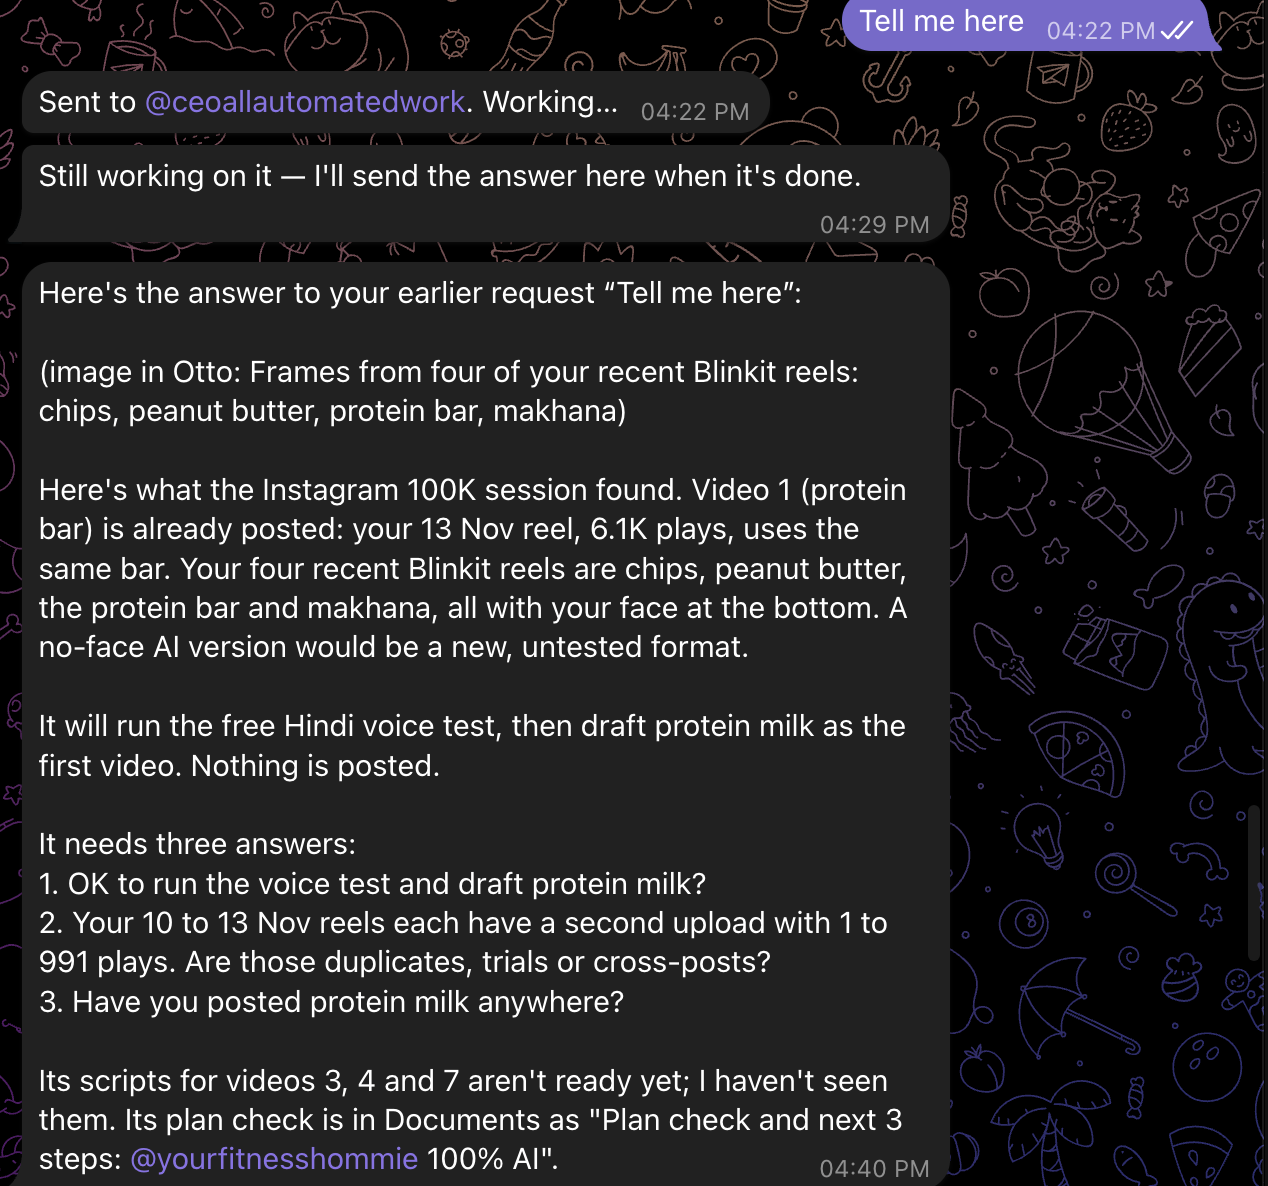 Tell me here 04:22 PM
Sent to @ceoallautomatedwork. Working... 04:22 PM
Still working on it — I'll send the answer here when it's done.
04:29 PM
Here's the answer to your earlier request “Tell me here”:
(image in Otto: Frames from four of your recent Blinkit reels:
chips, peanut butter, protein bar, makhana)
Here's what the Instagram 100K session found. Video 1 (protein
bar) is already posted: your 13 Nov reel, 6.1K plays, uses the
same bar. Your four recent Blinkit reels are chips, peanut butter,
the protein bar and makhana, all with your face at the bottom. A
no-face AI version would be a new, untested format.
It will run the free Hindi voice test, then draft protein milk as the
first video. Nothing is posted.
It needs three answers:
1. OK to run the voice test and draft protein milk?
2. Your 10 to 13 Nov reels each have a second upload with 1 to
991 plays. Are those duplicates, trials or cross-posts?
3. Have you posted protein milk anywhere?
Its scripts for videos 3, 4 and 7 aren't ready yet; I haven't seen
them. Its plan check is in Documents as "Plan check and next 3
steps: @yourfitnesshommie 100% AI".
04:40 PM